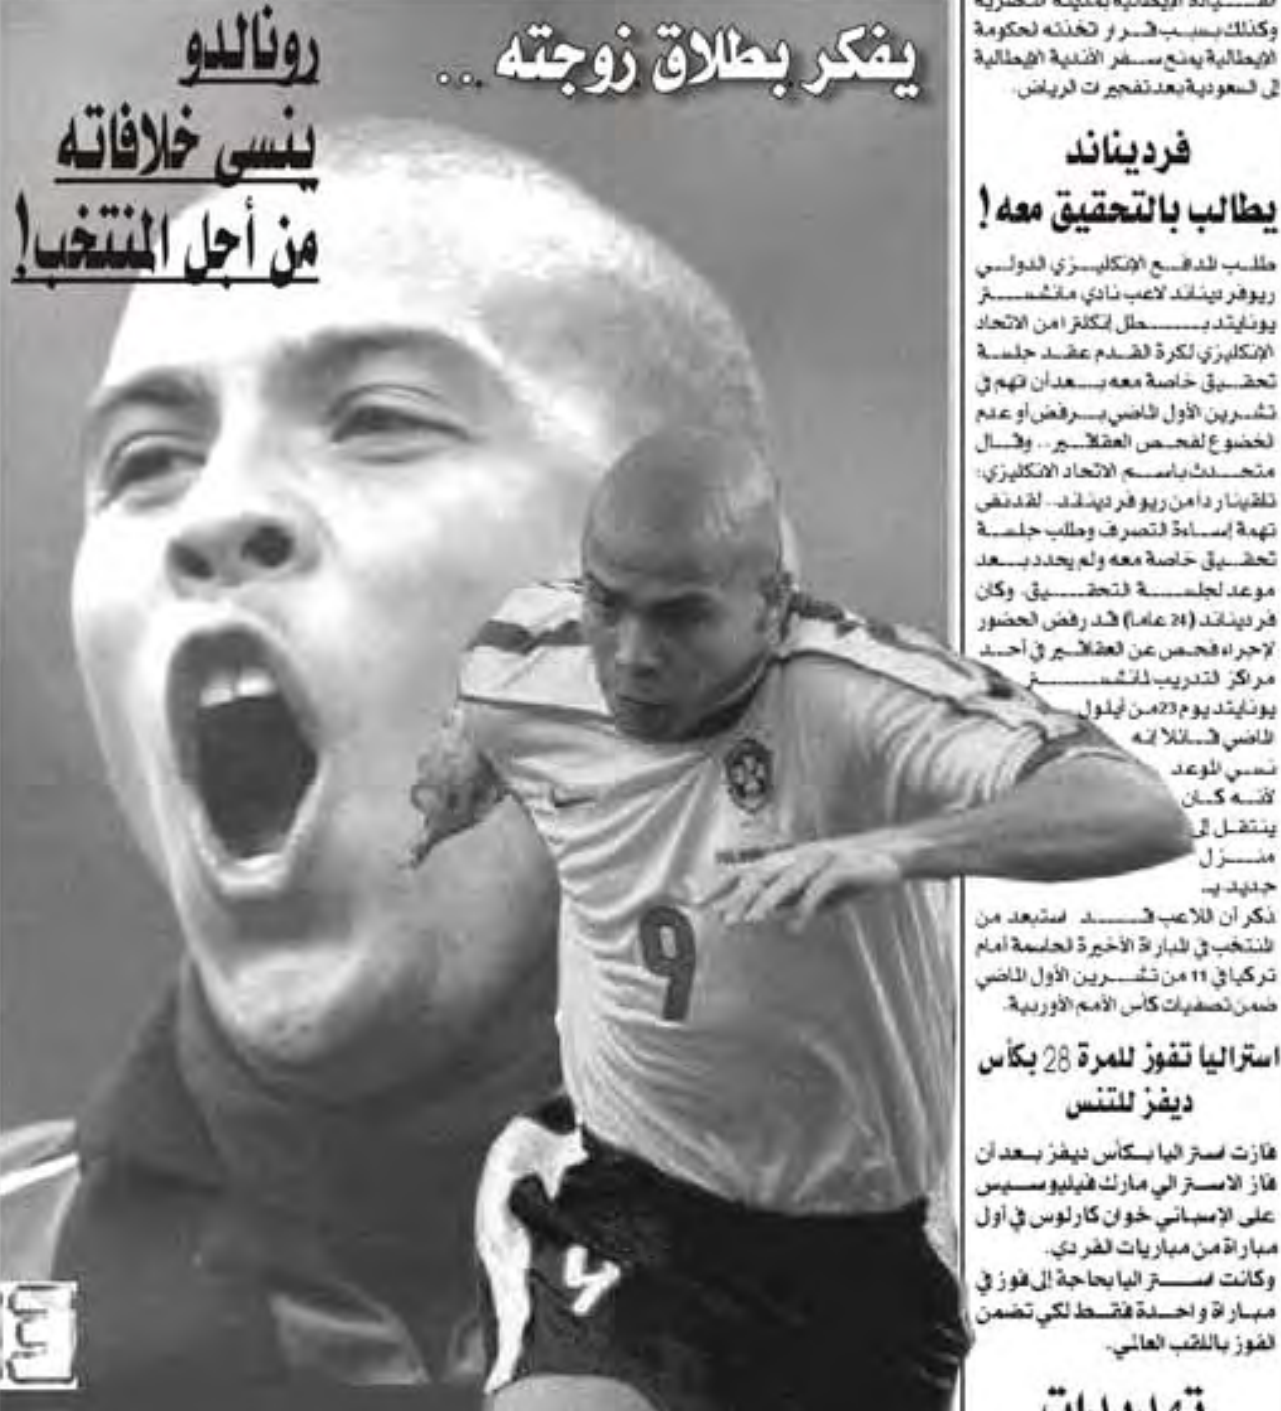 يفكر بطلاق زوجته ..
رونالدو
ينسى خلافاته
من أجل المنتخب!
وكذلك بسبب قرار تخذته لحكومة
الإيطالية يمنع سفر الأندية الإيطالية
إلى السعودية بعد تفجيرات الرياض.
فرديناند
يطالب بالتحقيق معه!
طلب المدافع الإنكليزي الدولي
ريو فرديناند لاعب نادي مانشستر
يونايتد بطل إنكلترا من الاتحاد
الإنكليزي لكرة القدم عقد جلسة
تحقيق خاصة معه بعد أن اتهم في
تشرين الأول الماضي برفض أو عدم
الخضوع لفحص العقاقير.. وقال
متحدث باسم الاتحاد الانكليزي:
تلقينا رداً من ريو فرديناند.. لقد نفى
تهمة إساءة التصرف وطلب جلسة
تحقيق خاصة معه ولم يحدد بعد
موعد لجلسة التحقيق. وكان
فرديناند (24 عاما) قد رفض الحضور
لإجراء فحص عن العقاقير في أحد
مراكز التدريب لمانشستر
يونايتد يوم 23 من أيلول
الماضي قائلا إنه
نسي الموعد
لأنه كان
ينتقل إلى
منزل
جديد
ذكر أن اللاعب قد استبعد من
المنتخب في المباراة الأخيرة الحاسمة أمام
تركيا في 11 من تشرين الأول الماضي
ضمن تصفيات كأس الأمم الأوربية.
استراليا تفوز للمرة 28 بكأس
ديفز للتنس
فازت استراليا بكأس ديفز بعد أن
فاز الاسترالي مارك فيليبوسيس
على الإسباني خوان كارلوس في أول
مباراة من مباريات الفردي.
وكانت استراليا بحاجة إلى فوز في
مباراة واحدة فقط لكي تضمن
الفوز باللقب العالمي.